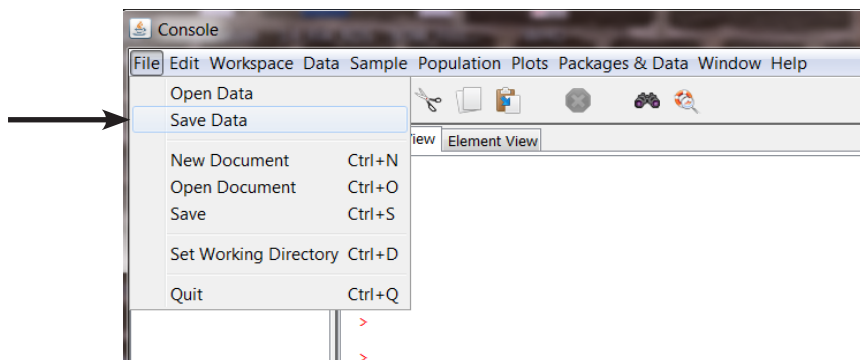 Console
File Edit Workspace Data Sample Population Plots Packages & Data Window Help
Open Data
Save Data
iew Element View
New Document Ctrl+N
Open Document Ctrl+O
Save Ctrl+S
Set Working Directory Ctrl+D
Quit Ctrl+Q
>
>